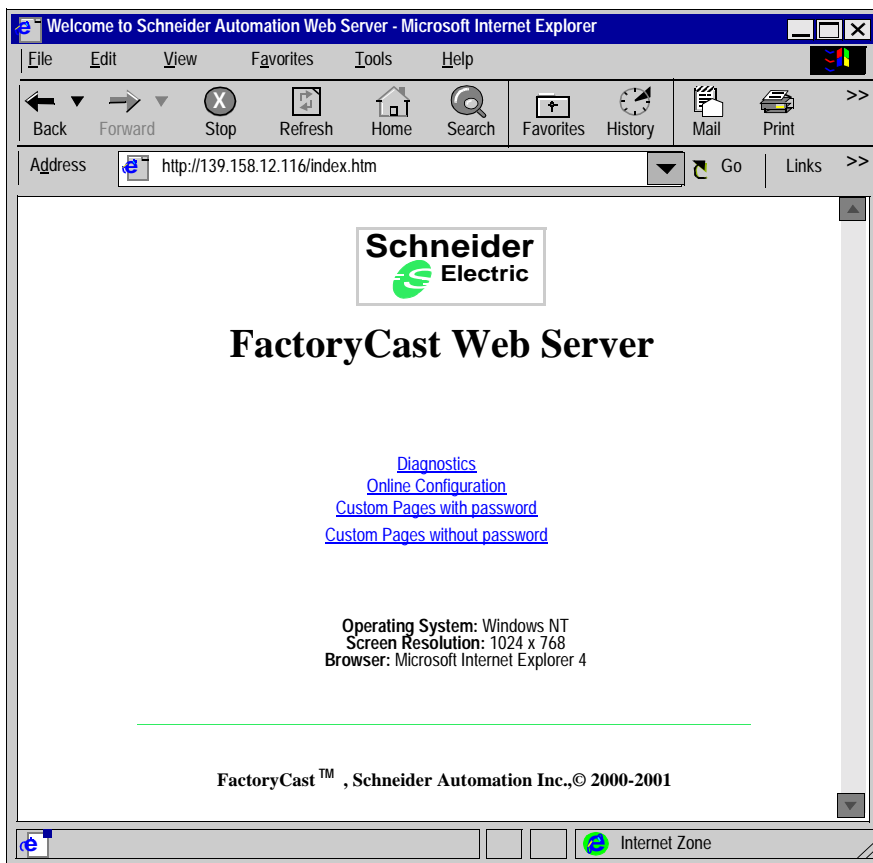 Welcome to Schneider Automation Web Server - Microsoft Internet Explorer
File Edit View Favorites Tools Help
Back Forward Stop Refresh Home Search Favorites History Mail Print >>
Address http://139.158.12.116/index.htm Go Links >>
Schneider
Electric
FactoryCast Web Server
Diagnostics
Online Configuration
Custom Pages with password
Custom Pages without password
Operating System: Windows NT
Screen Resolution: 1024 x 768
Browser: Microsoft Internet Explorer 4
FactoryCast ™ , Schneider Automation Inc.,© 2000-2001
Internet Zone